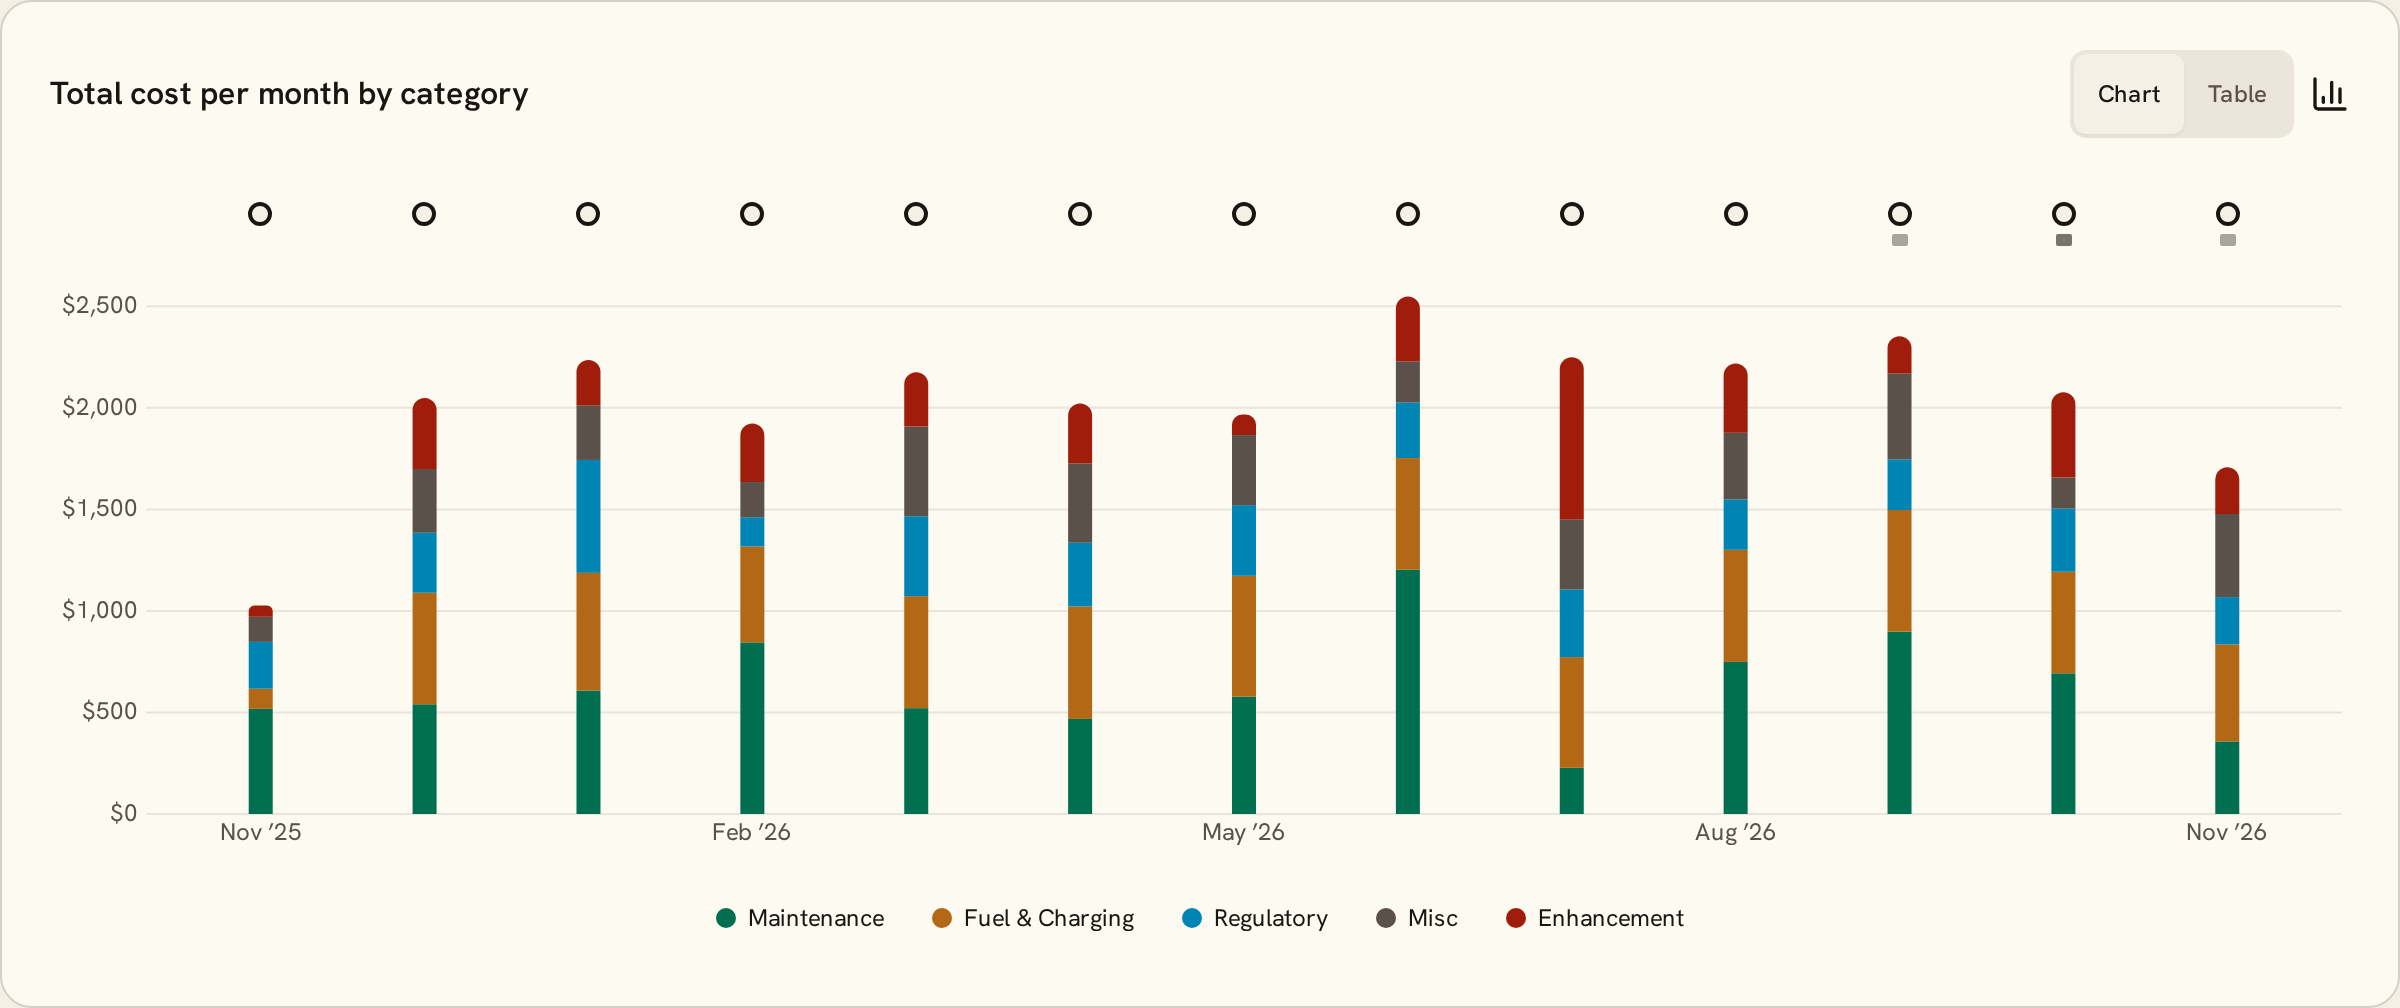 Total cost per month by category
Chart Table
$2,500
$2,000
$1,500
$1,000
$500
$0
Nov '25 Feb '26 May '26 Aug '26 Nov '26
Maintenance Fuel & Charging Regulatory Misc Enhancement